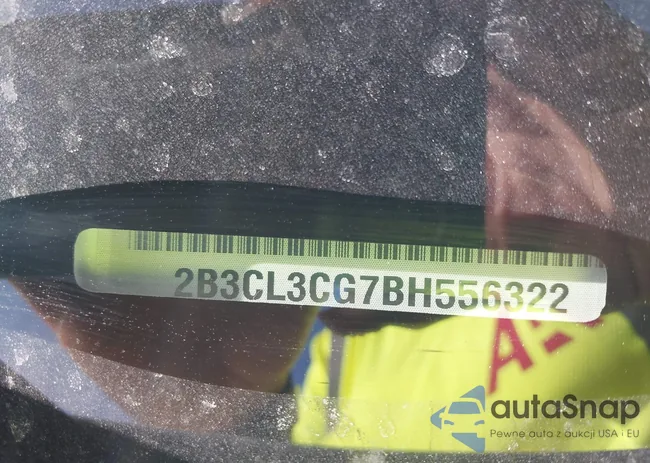 2B3CL3CG7BH556322
autaSnap
Pewne auta z aukcji USA i EU